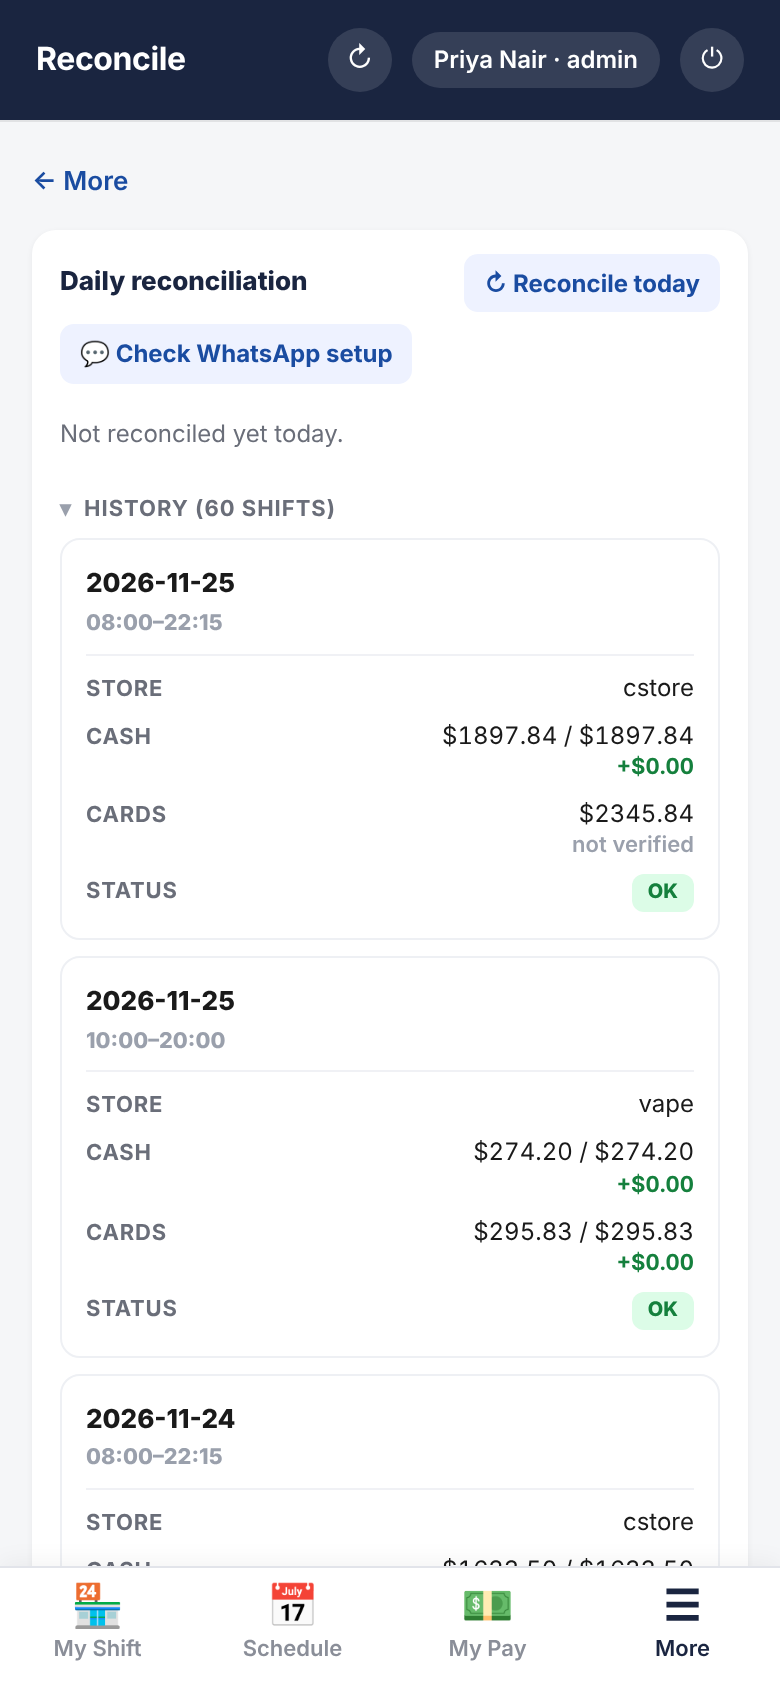 Reconcile
↻
Priya Nair · admin
← More
Daily reconciliation
↻ Reconcile today
💬 Check WhatsApp setup
Not reconciled yet today.
▼ HISTORY (60 SHIFTS)
2026-11-25
08:00–22:15
STORE cstore
CASH $1897.84 / $1897.84
+$0.00
CARDS $2345.84
not verified
STATUS OK
2026-11-25
10:00–20:00
STORE vape
CASH $274.20 / $274.20
+$0.00
CARDS $295.83 / $295.83
+$0.00
STATUS OK
2026-11-24
08:00–22:15
STORE cstore
24
July
17
My Shift
Schedule
My Pay
More